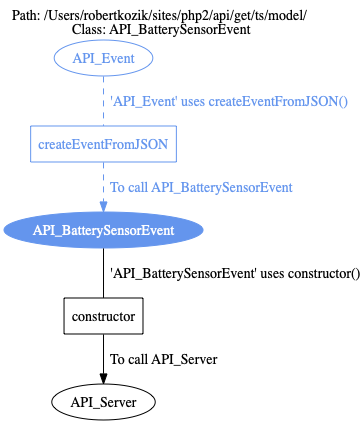 Path: /Users/robertkozik/sites/php2/api/get/ts/model/
Class: API_BatterySensorEvent
API_Event
'API_Event' uses createEventFromJSON()
createEventFromJSON
To call API_BatterySensorEvent
API_BatterySensorEvent
'API_BatterySensorEvent' uses constructor()
constructor
To call API_Server
API_Server